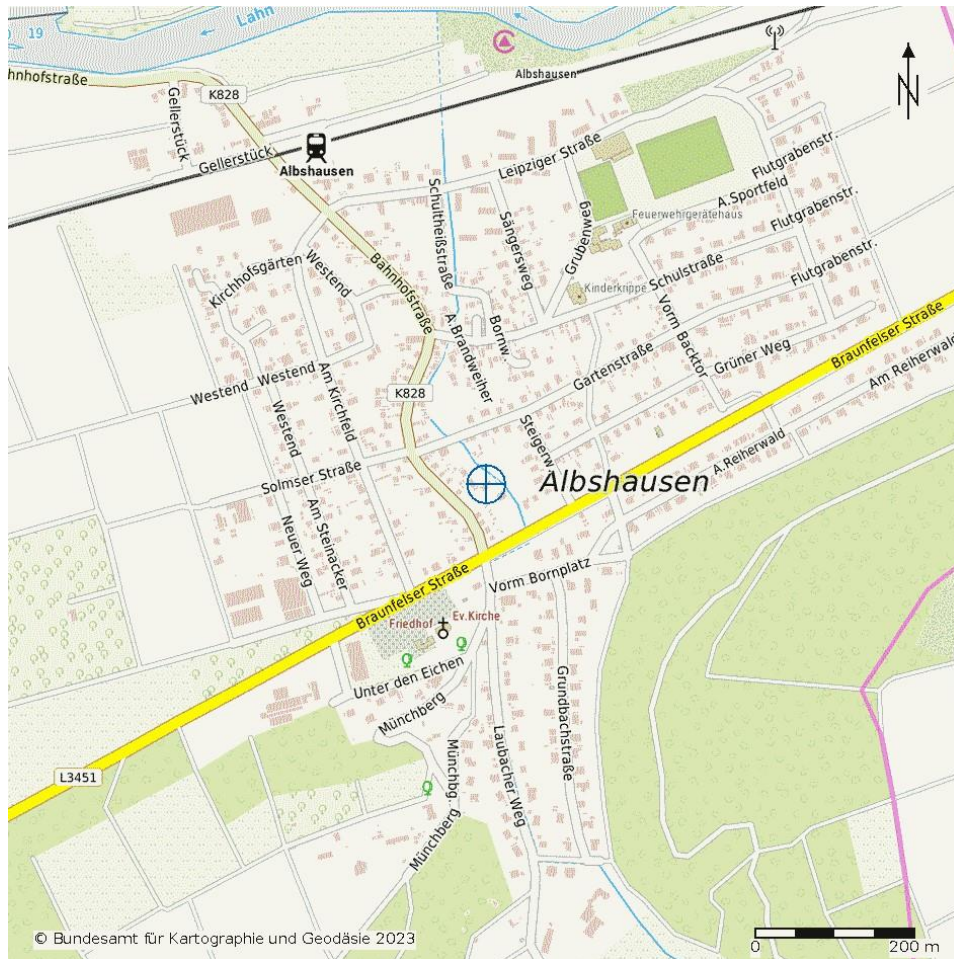 19
Lahn
hnhofstraße
K828
Gellerstück
Gellerstück
Albshausen
Albshausen
N
Leipziger Straße
Flutgrabenstr.
A.Sportfeld
Flutgrabenstr.
Feuerwehrgerätehaus
Schultheißstraße
Sängersweg
Grubenweg
Schulstraße
Flutgrabenstr.
Kirchhofsgärten
Westend
Bahnhofstraße
Kinderkrippe
Bornw.
A.Brandweiher
Vorm Backtor
Grüner Weg
Braunfelser Straße
Am Reiherwald
Gartenstraße
Westend
Westend
Am Kirchfeld
K828
Westend
Steigerw.
A.Reiherwald
Solmser Straße
Albshausen
Neuer Weg
Am Steinacker
Braunfelser Straße
Vorm Bornplatz
Friedhof
Ev.Kirche
Unter den Eichen
Münchberg
Grundbachstraße
Laubacher Weg
Münchbg.
Münchberg
L3451
© Bundesamt für Kartographie und Geodäsie 2023
0
200 m